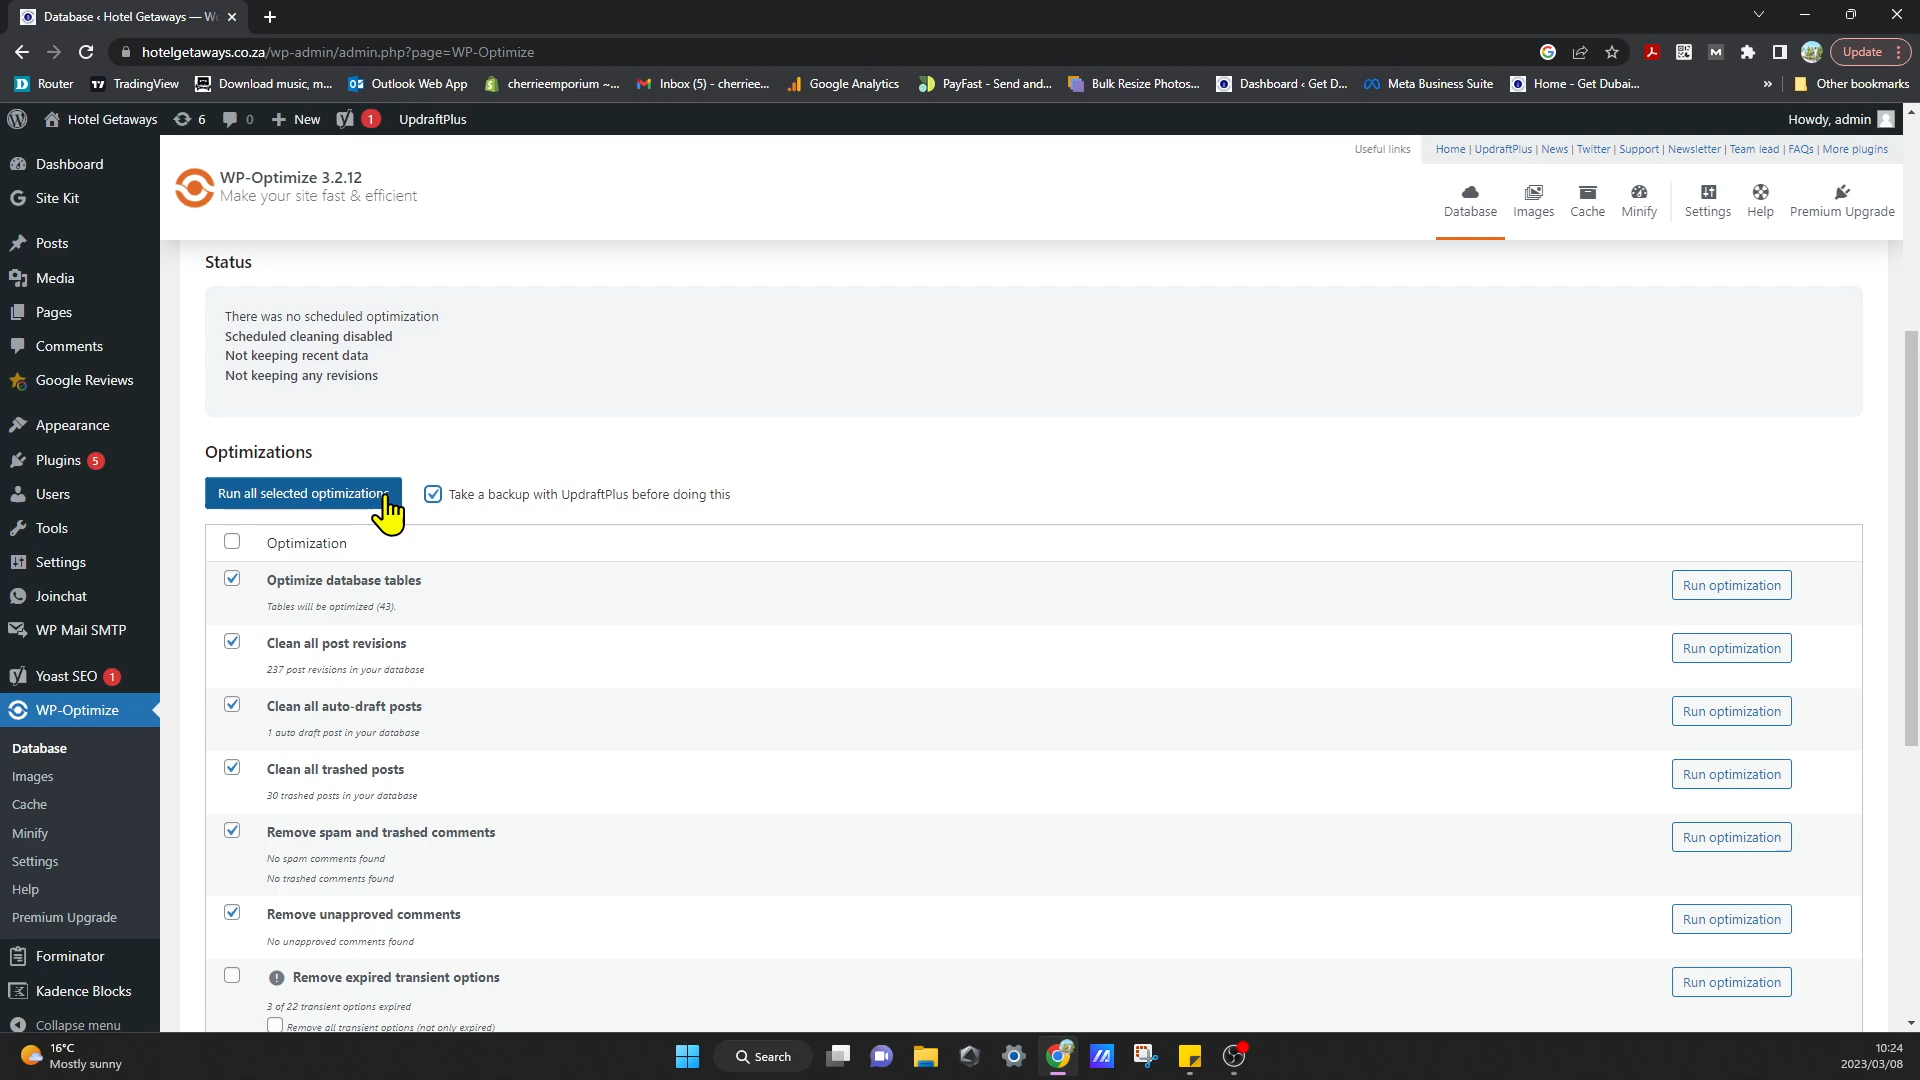 Database ‹ Hotel Getaways — W
hotelgetaways.co.za/wp-admin/admin.php?page=WP-Optimize
Update
Router
TradingView
Download music, m...
Outlook Web App
cherrieemporium ~...
Inbox (5) - cherriee...
Google Analytics
PayFast - Send and...
Bulk Resize Photos...
Dashboard ‹ Get D...
Meta Business Suite
Home - Get Dubai...
»
Other bookmarks
Hotel Getaways
6
0
New
1
UpdraftPlus
Howdy, admin
Dashboard
Site Kit
Posts
Media
Pages
Comments
Google Reviews
Appearance
Plugins 5
Users
Tools
Settings
Joinchat
WP Mail SMTP
Yoast SEO 1
WP-Optimize
Database
Images
Cache
Minify
Settings
Help
Premium Upgrade
Forminator
Kadence Blocks
Collapse menu
WP-Optimize 3.2.12
Make your site fast & efficient
Useful links
Home | UpdraftPlus | News | Twitter | Support | Newsletter | Team lead | FAQs | More plugins
Database
Images
Cache
Minify
Settings
Help
Premium Upgrade
Status
There was no scheduled optimization
Scheduled cleaning disabled
Not keeping recent data
Not keeping any revisions
Optimizations
Run all selected optimizations
Take a backup with UpdraftPlus before doing this
Optimization
Optimize database tables
Tables will be optimized (43).
Run optimization
Clean all post revisions
237 post revisions in your database
Run optimization
Clean all auto-draft posts
1 auto draft post in your database
Run optimization
Clean all trashed posts
30 trashed posts in your database
Run optimization
Remove spam and trashed comments
No spam comments found
No trashed comments found
Run optimization
Remove unapproved comments
No unapproved comments found
Run optimization
Remove expired transient options
3 of 22 transient options expired
Remove all transient options (not only expired)
Run optimization
16°C
Mostly sunny
Search
10:24
2023/03/08